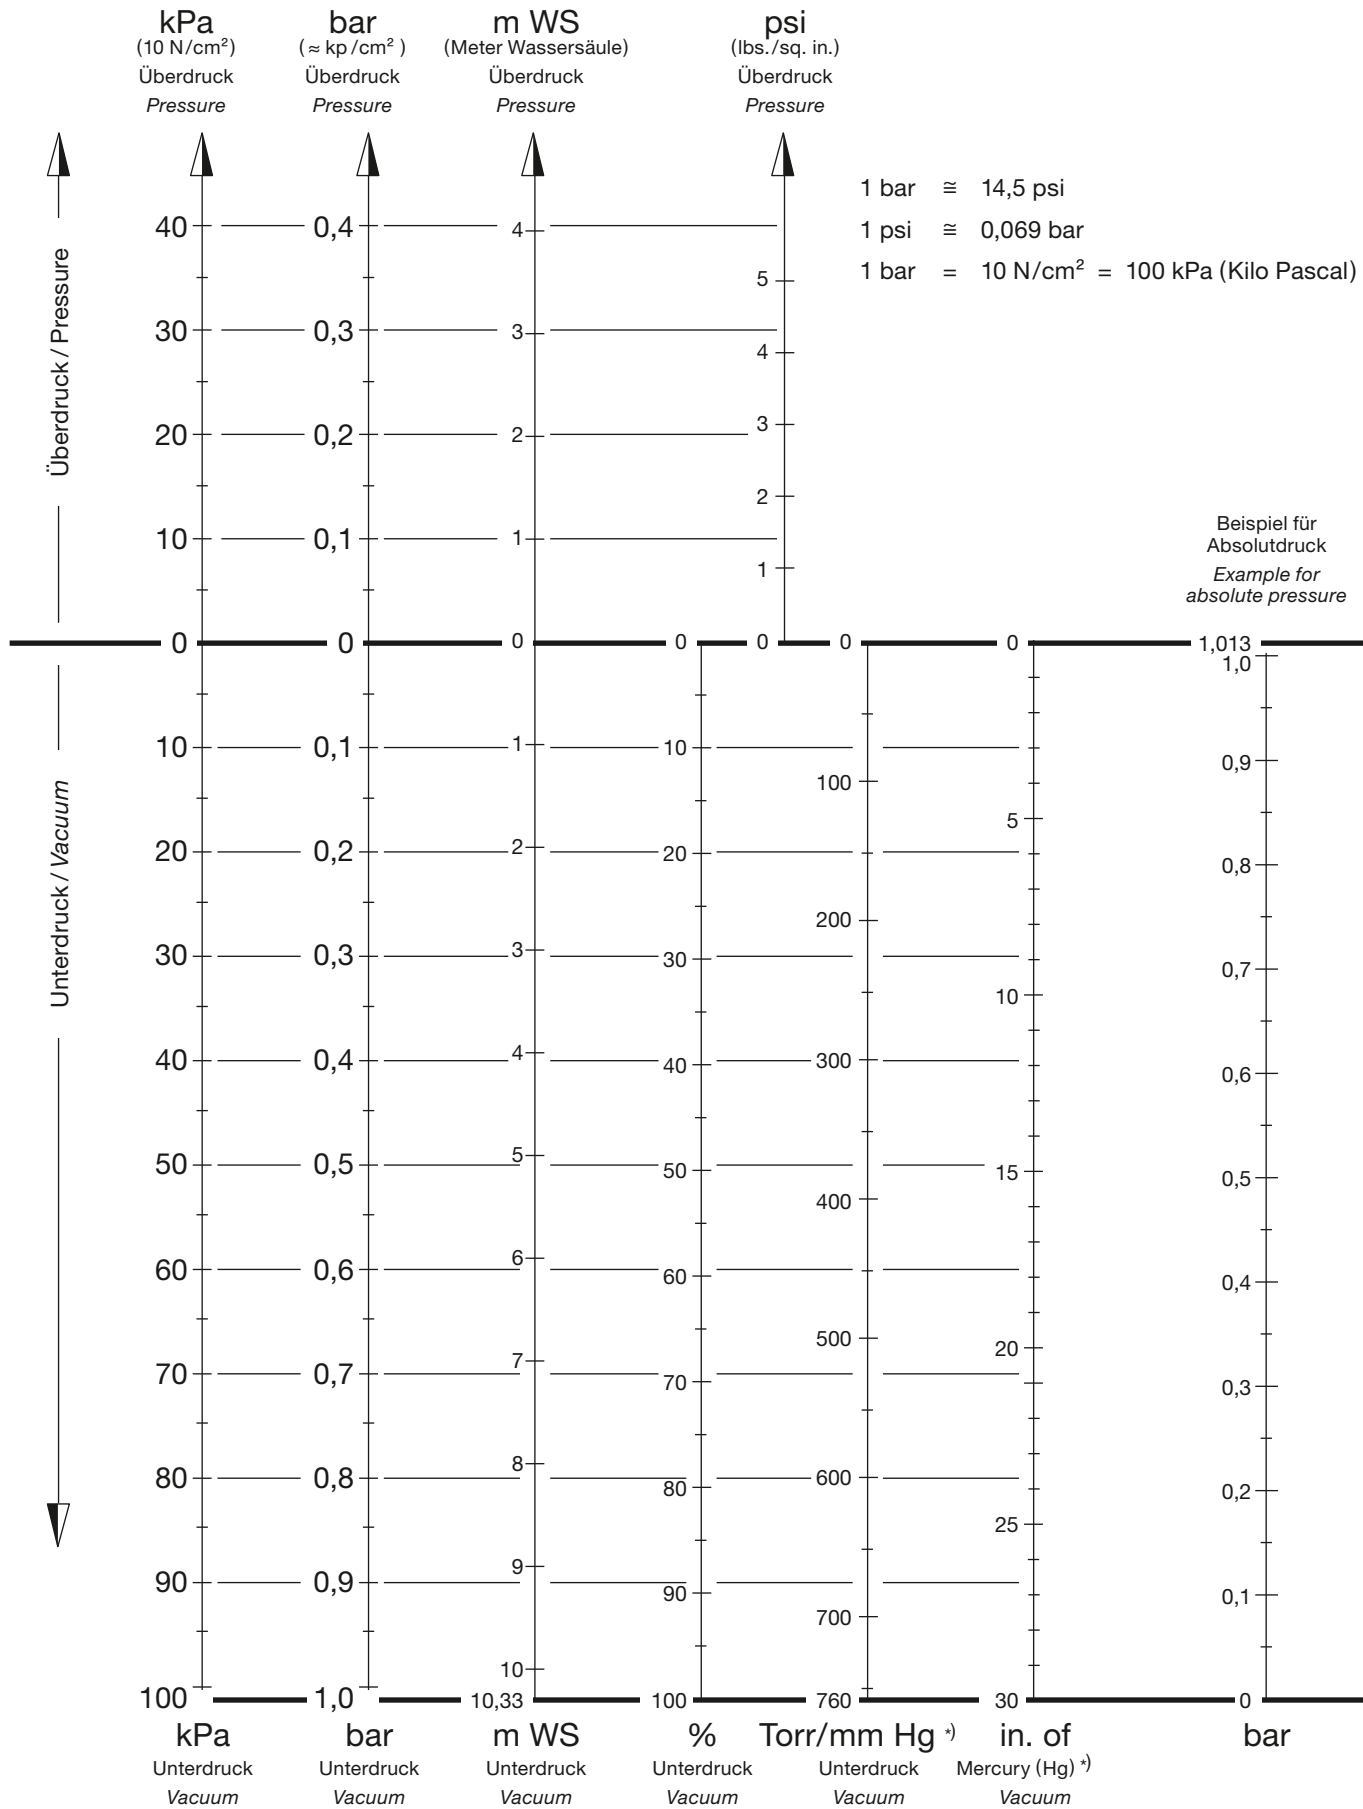 kPa bar m WS psi
(10 N/cm²) (≈ kp/cm²) (Meter Wassersäule) (lbs./sq. in.)
Überdruck Überdruck Überdruck Überdruck
Pressure Pressure Pressure Pressure
1 bar ≅ 14,5 psi
40 0,4 4
1 psi ≅ 0,069 bar
5
1 bar = 10 N/cm² = 100 kPa (Kilo Pascal)
30 0,3 3
4
Überdruck / Pressure
3
20 0,2 2
2
Beispiel für
10 0,1 1
Absolutdruck
1
Example for
absolute pressure
0 0 0 0 0 0 0 1,013
1,0
10 0,1 1 10
0,9
100
5
Unterdruck / Vacuum
20 0,2 2 20
0,8
200
30 0,3 3 30
0,7
10
40 0,4 4 40 300
0,6
50 0,5 5 50
15
0,5
400
60 0,6 6 60
0,4
500
20
70 0,7 7 70
0,3
80 0,8 8 80 600
0,2
25
90 0,9 9 90
0,1
700
10
100 1,0 10,33 100 760 30 0
kPa bar m WS % Torr/mm Hg *) in. of bar
Unterdruck Unterdruck Unterdruck Unterdruck Unterdruck Mercury (Hg) *)
Vacuum Vacuum Vacuum Vacuum Vacuum Vacuum